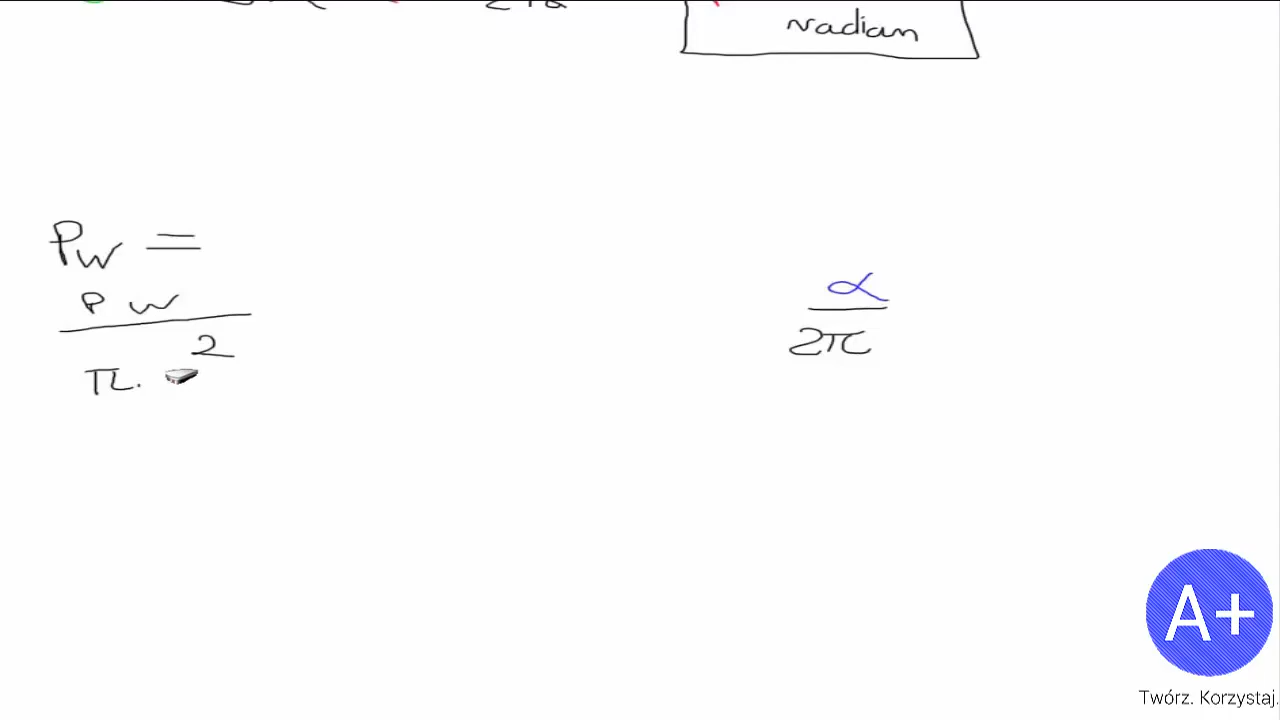 radian
Pw =
P w
π. 2
α
2π
A+
Twórz. Korzystaj.